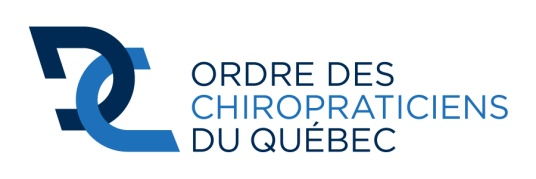 ORDRE DES
CHIROPRATICIENS
DU QUÉBEC